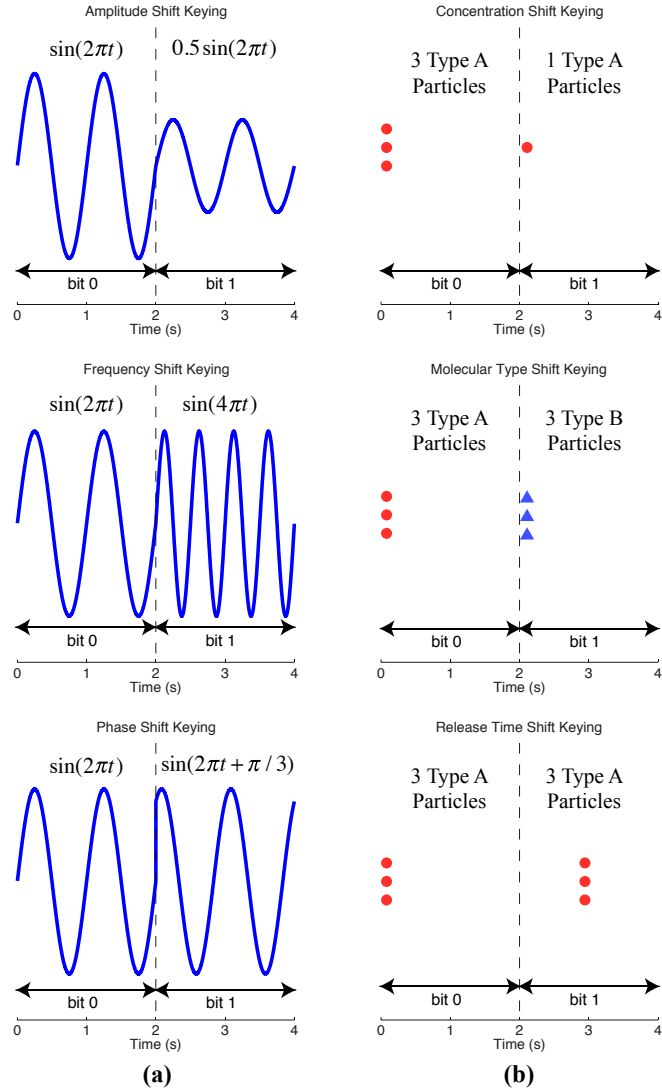 Amplitude Shift Keying
sin(2πt)
0.5sin(2πt)
bit 0
bit 1
0 1 2 3 4
Time (s)
Frequency Shift Keying
sin(2πt)
sin(4πt)
bit 0
bit 1
0 1 2 3 4
Time (s)
Phase Shift Keying
sin(2πt)
sin(2πt + π / 3)
bit 0
bit 1
0 1 2 3 4
Time (s)
(a)
Concentration Shift Keying
3 Type A
Particles
1 Type A
Particles
bit 0
bit 1
0 1 2 3 4
Time (s)
Molecular Type Shift Keying
3 Type A
Particles
3 Type B
Particles
bit 0
bit 1
0 1 2 3 4
Time (s)
Release Time Shift Keying
3 Type A
Particles
3 Type A
Particles
bit 0
bit 1
0 1 2 3 4
Time (s)
(b)